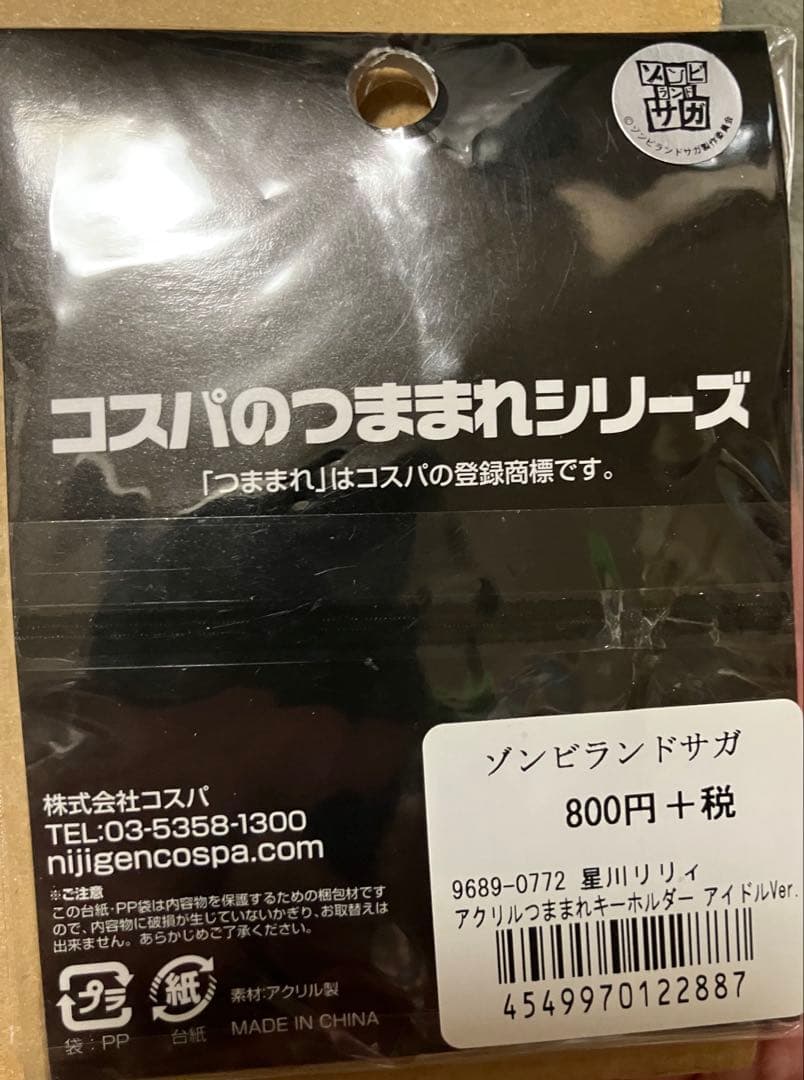 ゾンビ
ランド
サガ
©ゾンビランドサガ製作委員会
コスパのつままれシリーズ
「つままれ」はコスパの登録商標です。
株式会社コスパ
TEL:03-5358-1300
nijigencospa.com
※ご注意
この台紙・PP袋は内容物を保護するための梱包材です
ので、内容物に破損が生じていないかぎり、お取替えは
出来ません。あらかじめご了承ください。
プラ
袋：PP
紙
台紙
素材:アクリル製
MADE IN CHINA
ゾンビランドサガ
800円＋税
9689-0772 星川リリィ
アクリルつままれキーホルダー アイドルVer.
4549970122887